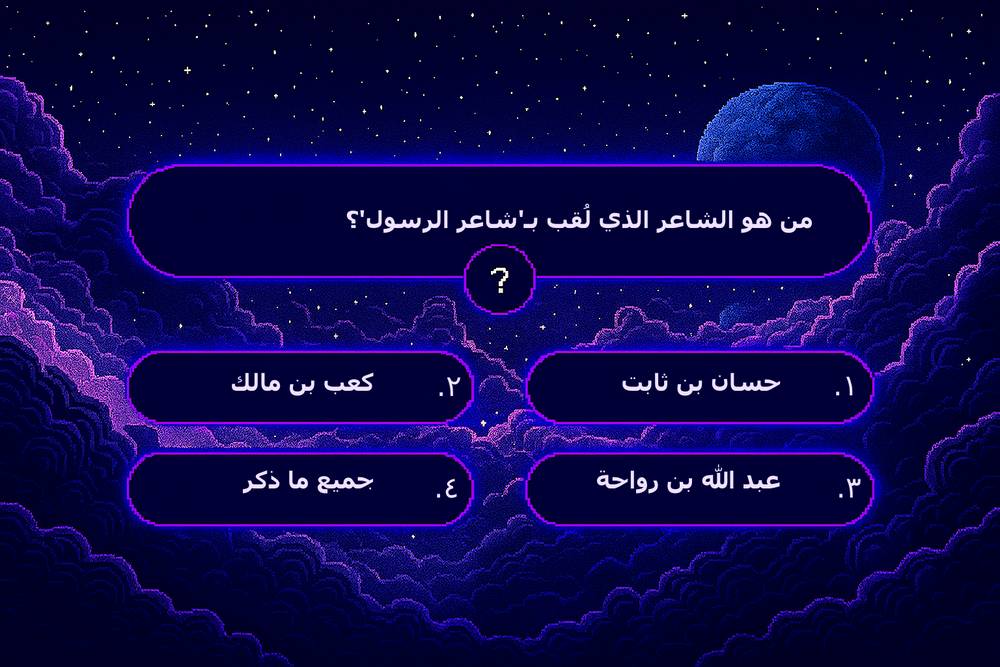 من هو الشاعر الذي لُقب بـ'شاعر الرسول'؟
?
١. حسان بن ثابت
٢. كعب بن مالك
٣. عبد الله بن رواحة
٤. جميع ما ذكر